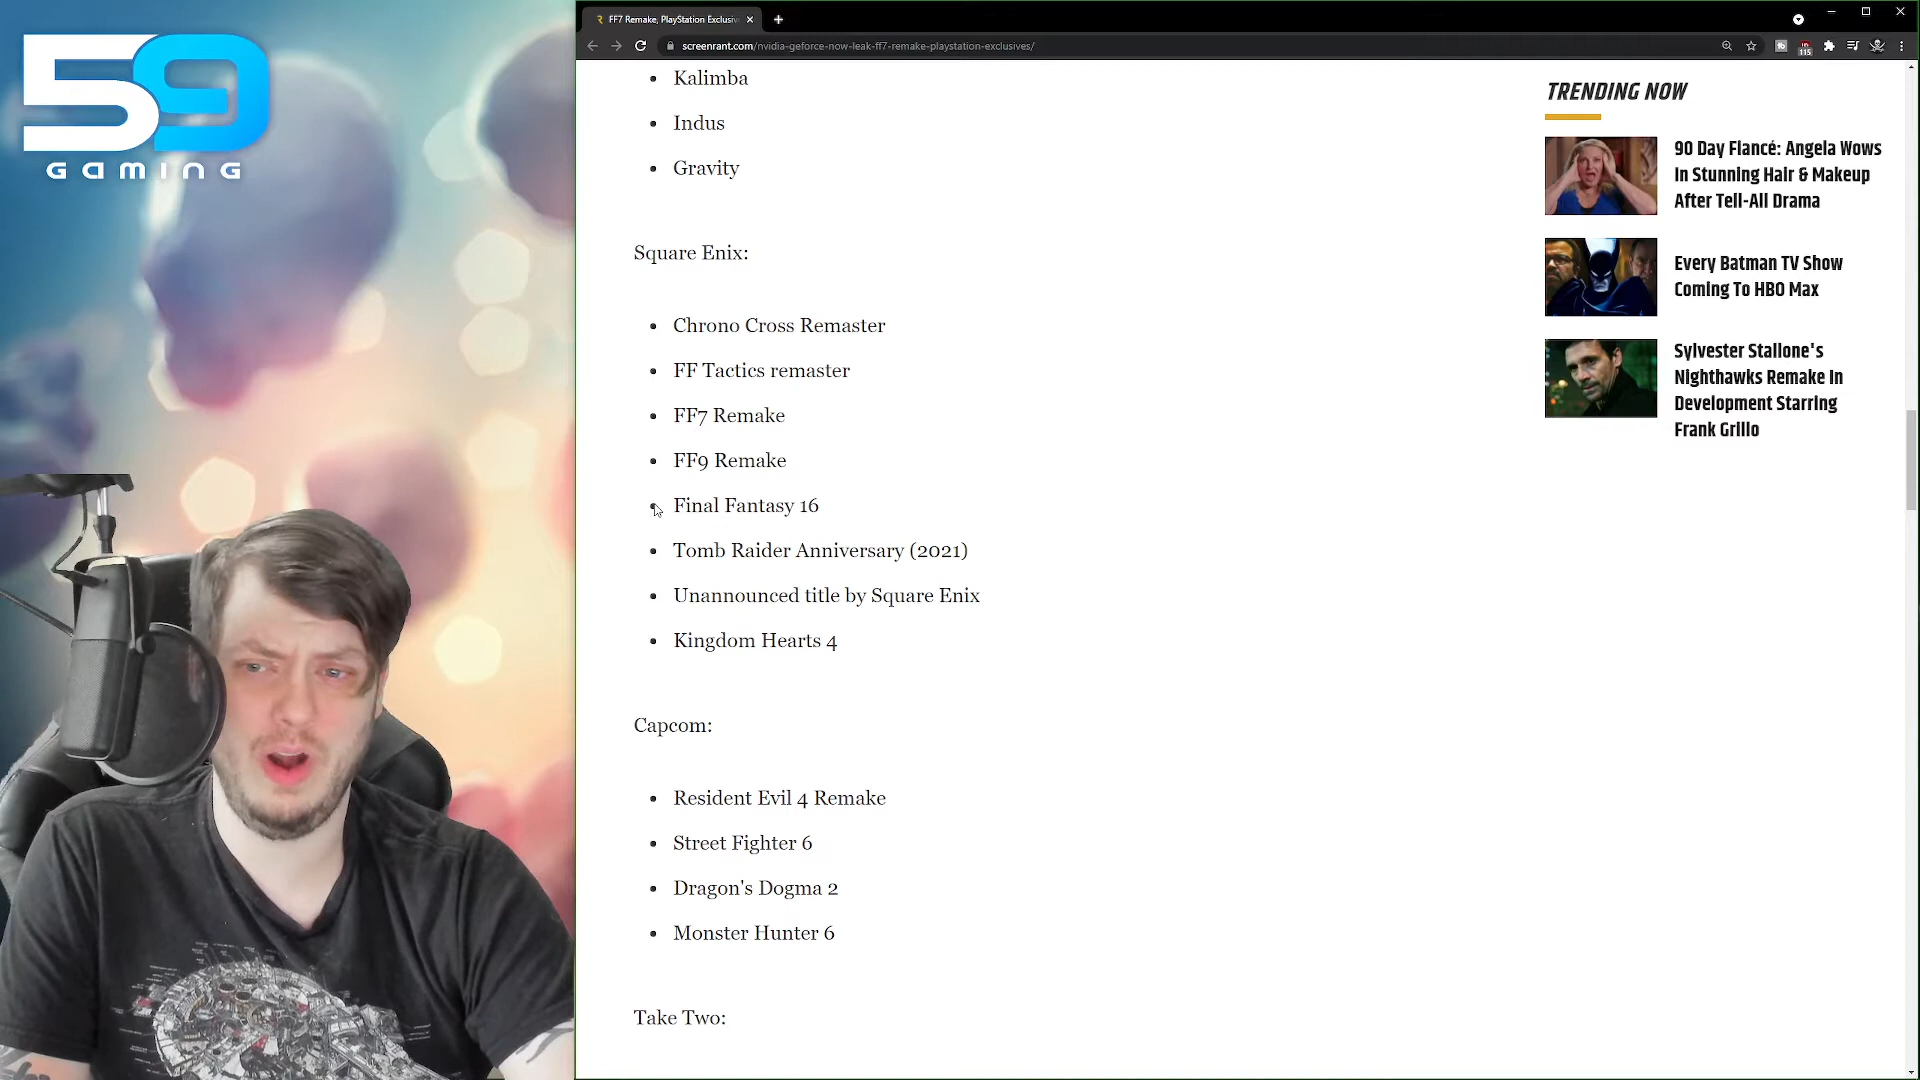 59
GAMING
FF7 Remake, PlayStation Exclusiv
screenrant.com/nvidia-geforce-now-leak-ff7-remake-playstation-exclusives/
115
Kalimba
Indus
Gravity
Square Enix:
Chrono Cross Remaster
FF Tactics remaster
FF7 Remake
FF9 Remake
Final Fantasy 16
Tomb Raider Anniversary (2021)
Unannounced title by Square Enix
Kingdom Hearts 4
Capcom:
Resident Evil 4 Remake
Street Fighter 6
Dragon's Dogma 2
Monster Hunter 6
Take Two:
TRENDING NOW
90 Day Fiancé: Angela Wows
In Stunning Hair & Makeup
After Tell-All Drama
Every Batman TV Show
Coming To HBO Max
Sylvester Stallone's
Nighthawks Remake In
Development Starring
Frank Grillo